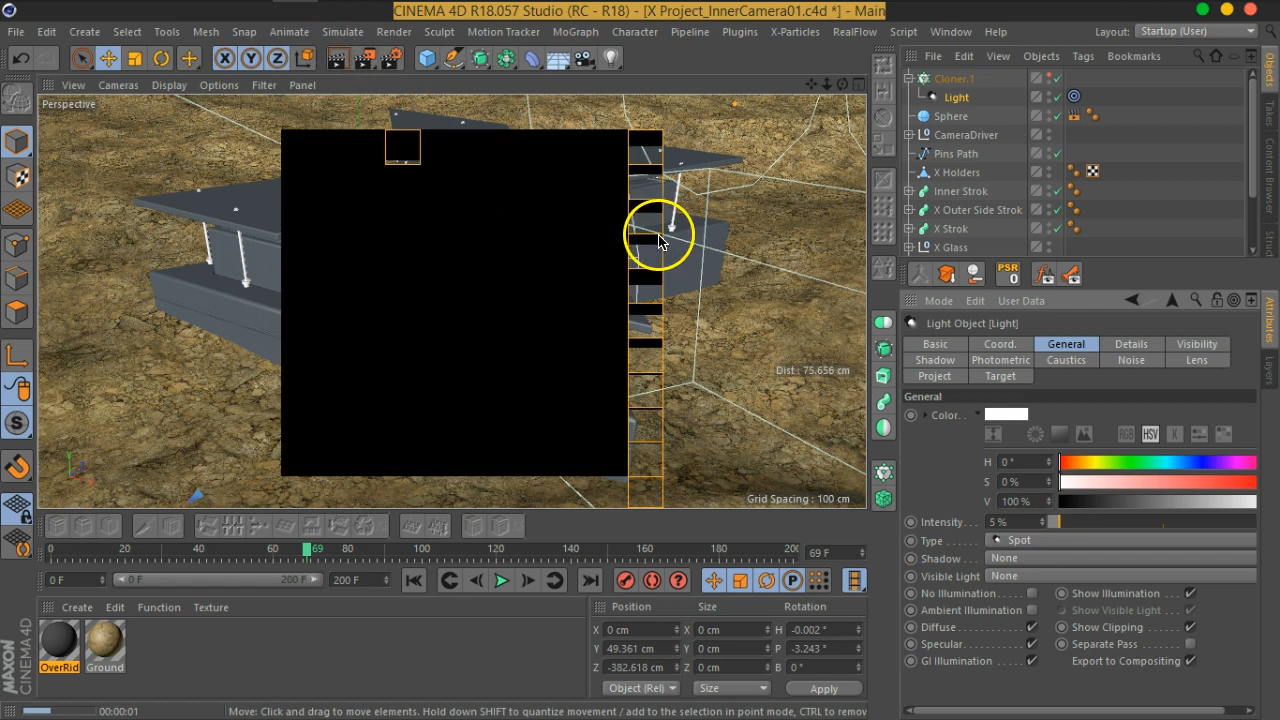 CINEMA 4D R18.057 Studio (RC - R18) - [X Project_InnerCamera01.c4d *] - Main
File Edit Create Select Tools Mesh Snap Animate Simulate Render Sculpt Motion Tracker MoGraph Character Pipeline Plugins X-Particles RealFlow Script Window Help Layout: Startup (User)
View Cameras Display Options Filter Panel
File Edit View Objects Tags Bookmarks
Perspective
Cloner.1
Light
Sphere
CameraDriver
Pins Path
X Holders
Inner Strok
X Outer Side Strok
X Strok
X Glass
Objects
Takes
Content Browser
Struct
PSR
0
Mode Edit User Data
Attributes
Layers
Light Object [Light]
Basic Coord. General Details Visibility
Shadow Photometric Caustics Noise Lens
Project Target
General
Color. .
RGB HSV K
H 0 °
S 0 %
V 100 %
Intensity. . . 5 %
Type . . . . . . Spot
Shadow. . . . None
Visible Light . None
No Illumination . . . . Show Illumination . . .
Ambient Illumination Show Visible Light . .
Diffuse . . . . . . . . . . Show Clipping . . . . .
Specular. . . . . . . . . Separate Pass . . . . .
GI Illumination . . . . Export to Compositing
Dist : 75.656 cm
Grid Spacing : 100 cm
Y
0 20 40 60 69 80 100 120 140 160 180 200 69 F
0 F 0 F 200 F 200 F
P
Create Edit Function Texture
OverRid Ground
Position Size Rotation
X 0 cm X 0 cm H -0.002 °
Y 49.361 cm Y 0 cm P -3.243 °
Z -382.618 cm Z 0 cm B 0 °
Object (Rel) Size Apply
MAXON
CINEMA 4D
00:00:01 Move: Click and drag to move elements. Hold down SHIFT to quantize movement / add to the selection in point mode, CTRL to remov